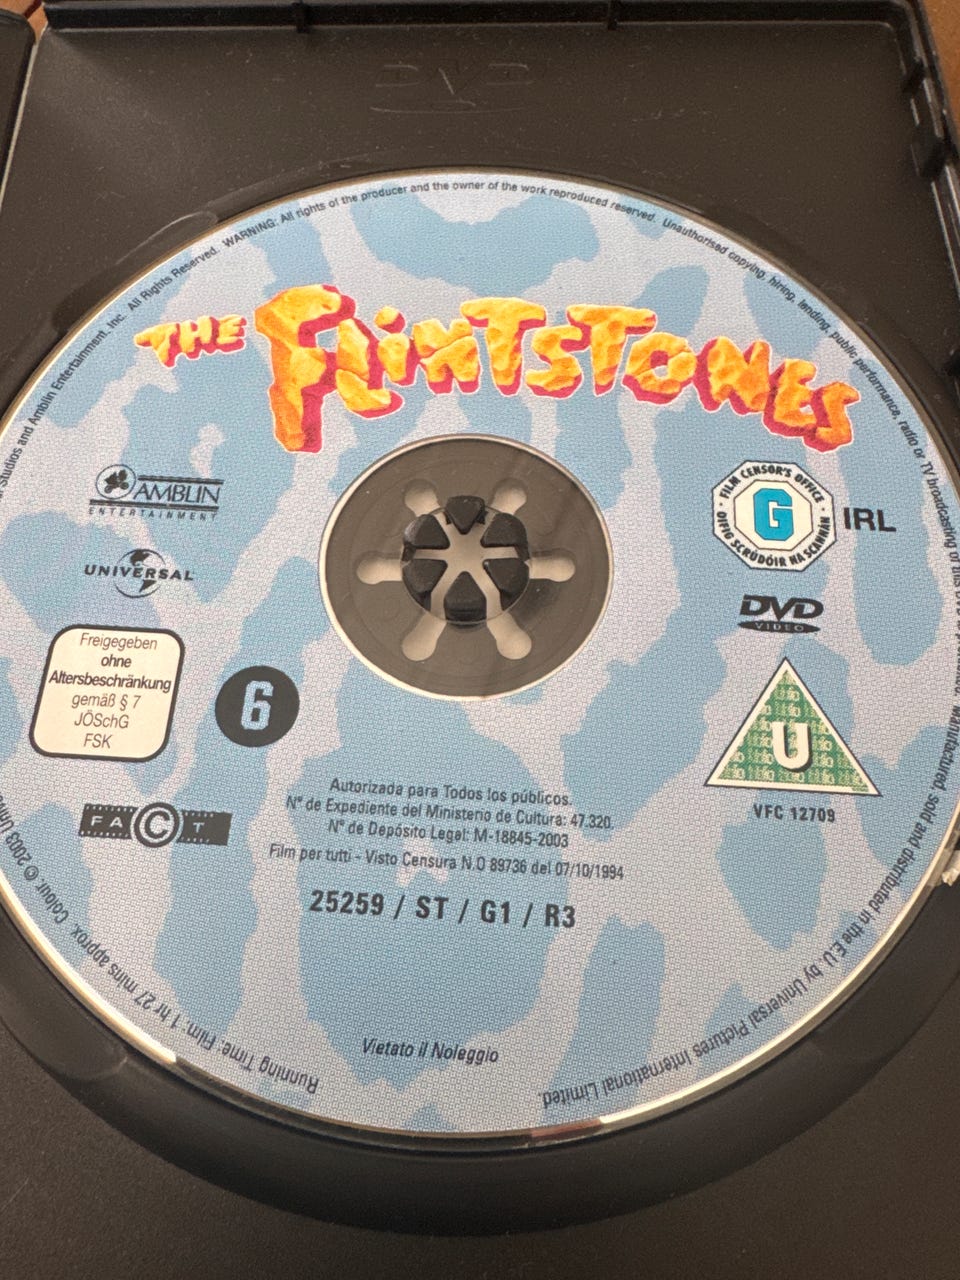 DVD
WARNING: All rights of the producer and the owner of the work reproduced reserved. Unauthorised copying, hiring, lending, public performance, radio or TV broadcasting of this DVD
Manufactured, sold and distributed in the E.U. by Universal Pictures International Limited.
Running Time: Film: 1 hr 27 mins approx. Colour. © 2003
Studios and Amblin Entertainment, Inc. All Rights Reserved.
THE FLINTSTONES
AMBLIN
ENTERTAINMENT
UNIVERSAL
FILM CENSOR'S OFFICE
G
OIFIG SCRÚDÓIR NA SCANNÁN
IRL
DVD
VIDEO
Freigegeben
ohne
Altersbeschränkung
gemäß § 7
JÖSchG
FSK
6
U
VFC 12709
FACT
Autorizada para Todos los públicos.
N° de Expediente del Ministerio de Cultura: 47.320.
N° de Depósito Legal: M-18845-2003
Film per tutti - Visto Censura N.O 89736 del 07/10/1994
25259 / ST / G1 / R3
Vietato il Noleggio